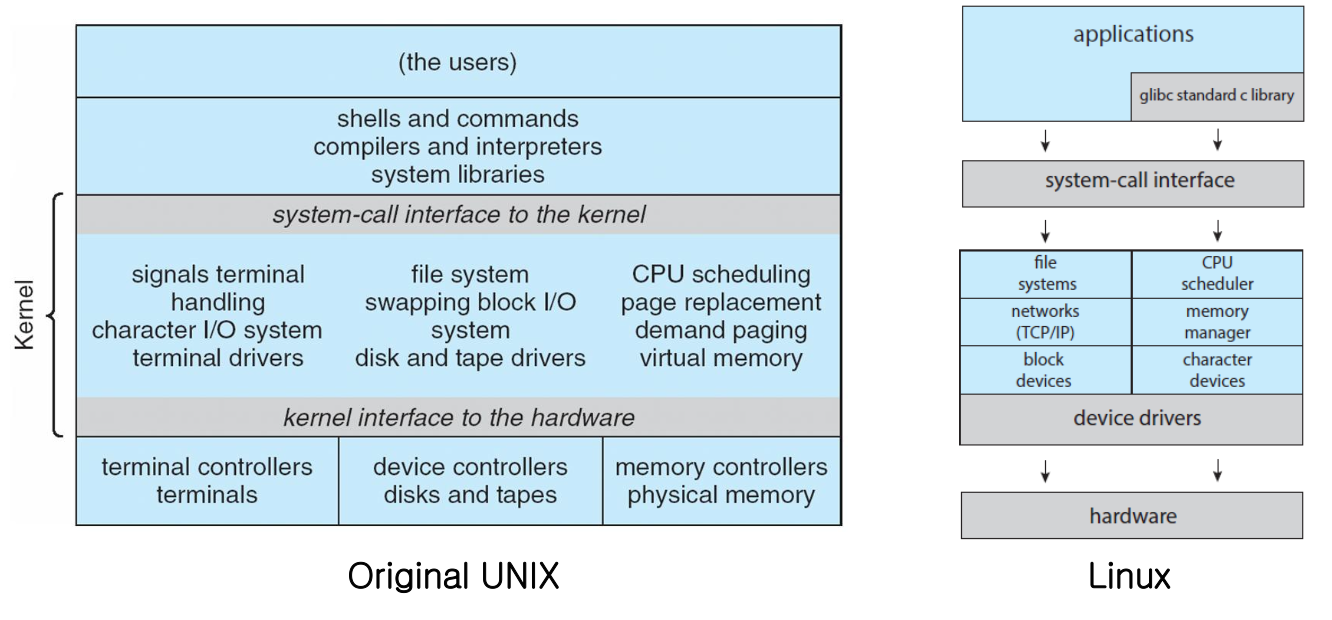 (the users)
shells and commands
compilers and interpreters
system libraries
Kernel
system-call interface to the kernel
signals terminal
handling
character I/O system
terminal drivers
file system
swapping block I/O
system
disk and tape drivers
CPU scheduling
page replacement
demand paging
virtual memory
kernel interface to the hardware
terminal controllers
terminals
device controllers
disks and tapes
memory controllers
physical memory
Original UNIX
applications
glibc standard c library
system-call interface
file
systems
CPU
scheduler
networks
(TCP/IP)
memory
manager
block
devices
character
devices
device drivers
hardware
Linux